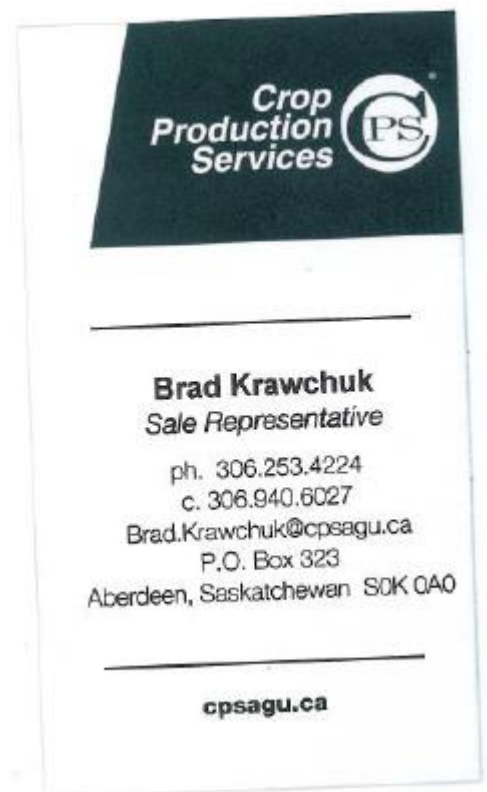 Crop
Production
Services
CPS
Brad Krawchuk
Sale Representative
ph. 306.253.4224
c. 306.940.6027
Brad.Krawchuk@cpsagu.ca
P.O. Box 323
Aberdeen, Saskatchewan S0K 0A0
cpsagu.ca